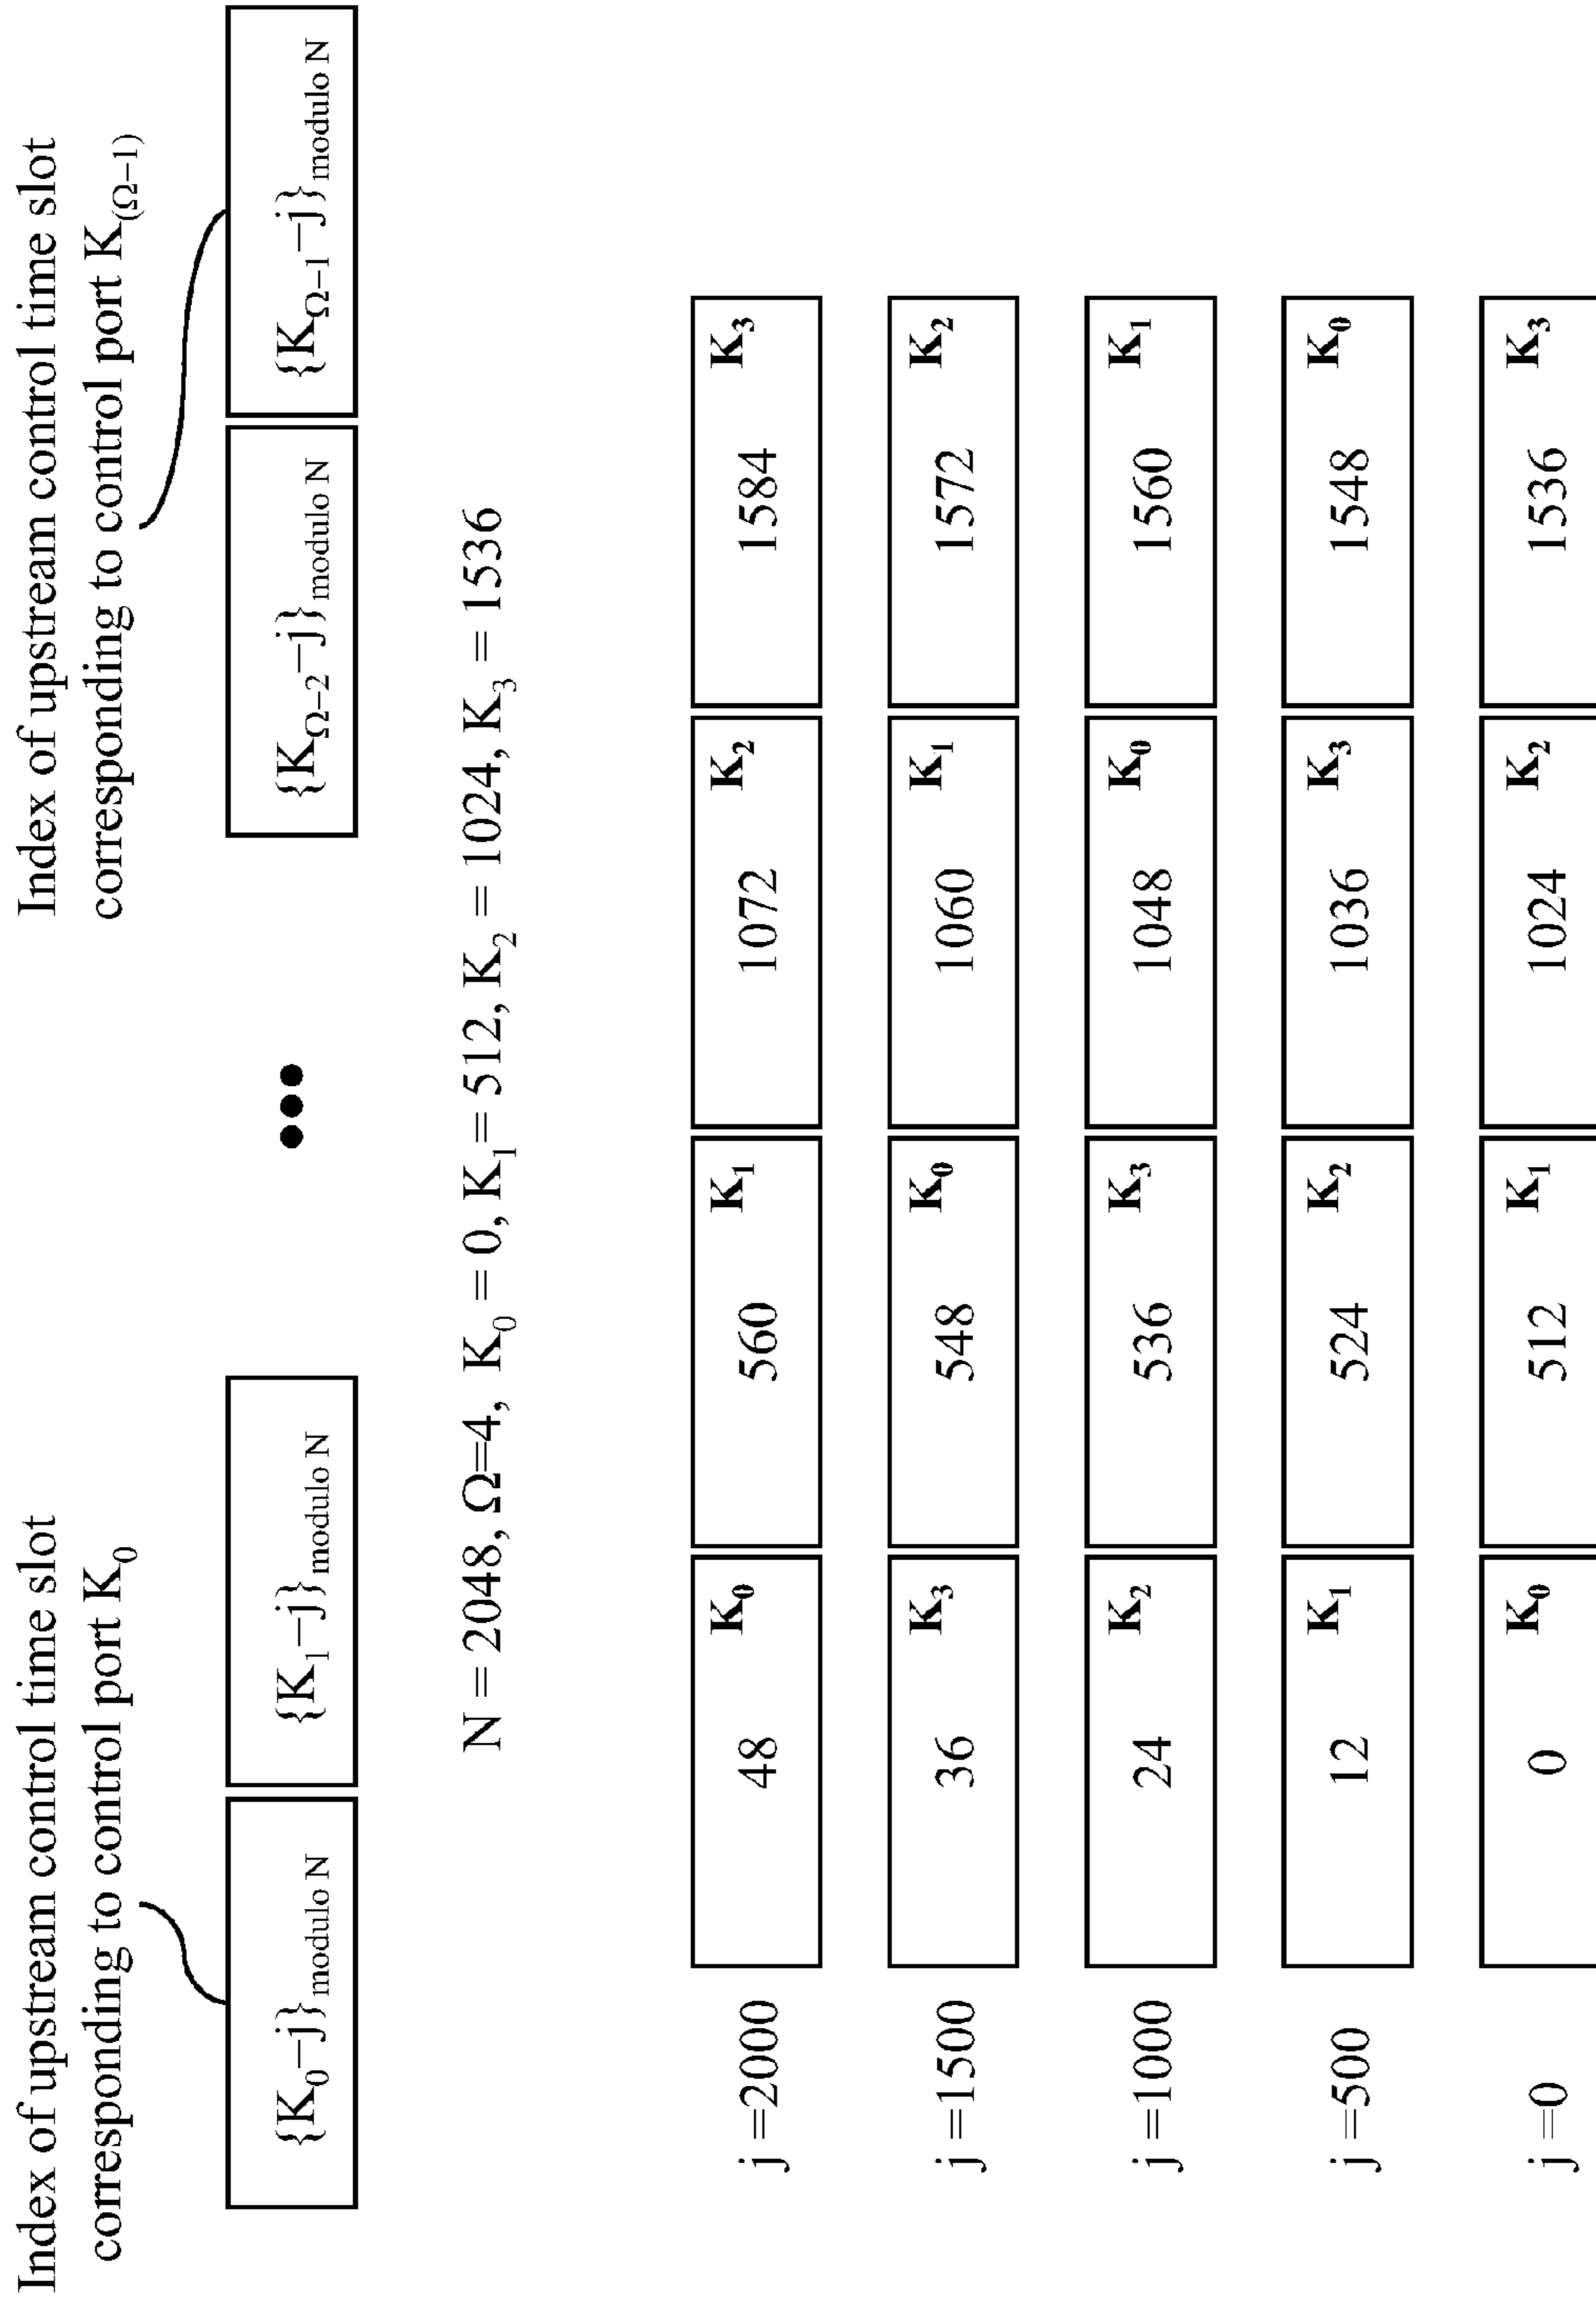 Index of upstream control time slot
corresponding to control port K₀
Index of upstream control time slot
corresponding to control port K₍Ω₋₁₎
{K₀–j} modulo N
{K₁–j} modulo N
•••
{K_Ω–2–j} modulo N
{K_Ω–1–j} modulo N
N = 2048, Ω=4, K₀ = 0, K₁= 512, K₂ = 1024, K₃ = 1536
j =2000 48 K₀ 560 K₁ 1072 K₂ 1584 K₃
j =1500 36 K₃ 548 K₀ 1060 K₁ 1572 K₂
j =1000 24 K₂ 536 K₃ 1048 K₀ 1560 K₁
j =500 12 K₁ 524 K₂ 1036 K₃ 1548 K₀
j =0 0 K₀ 512 K₁ 1024 K₂ 1536 K₃